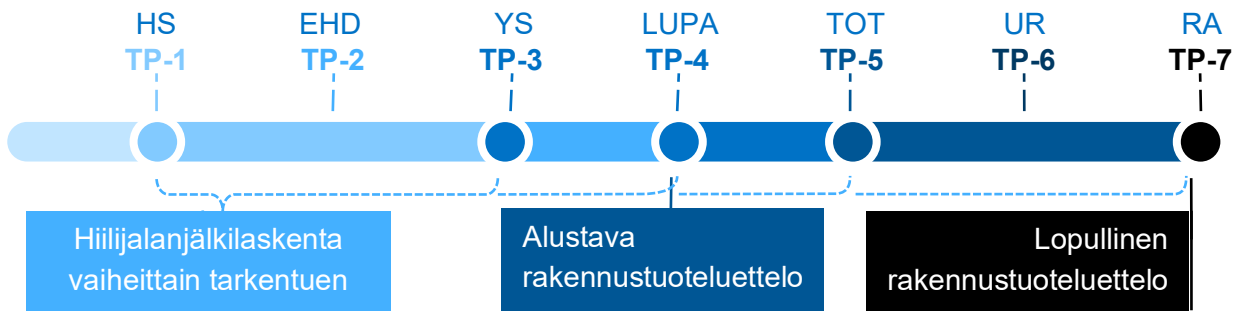 HS EHD YS LUPA TOT UR RA
TP-1 TP-2 TP-3 TP-4 TP-5 TP-6 TP-7
Hiilijalanjälkilaskenta
vaiheittain tarkentuen
Alustava
rakennustuoteluettelo
Lopullinen
rakennustuoteluettelo